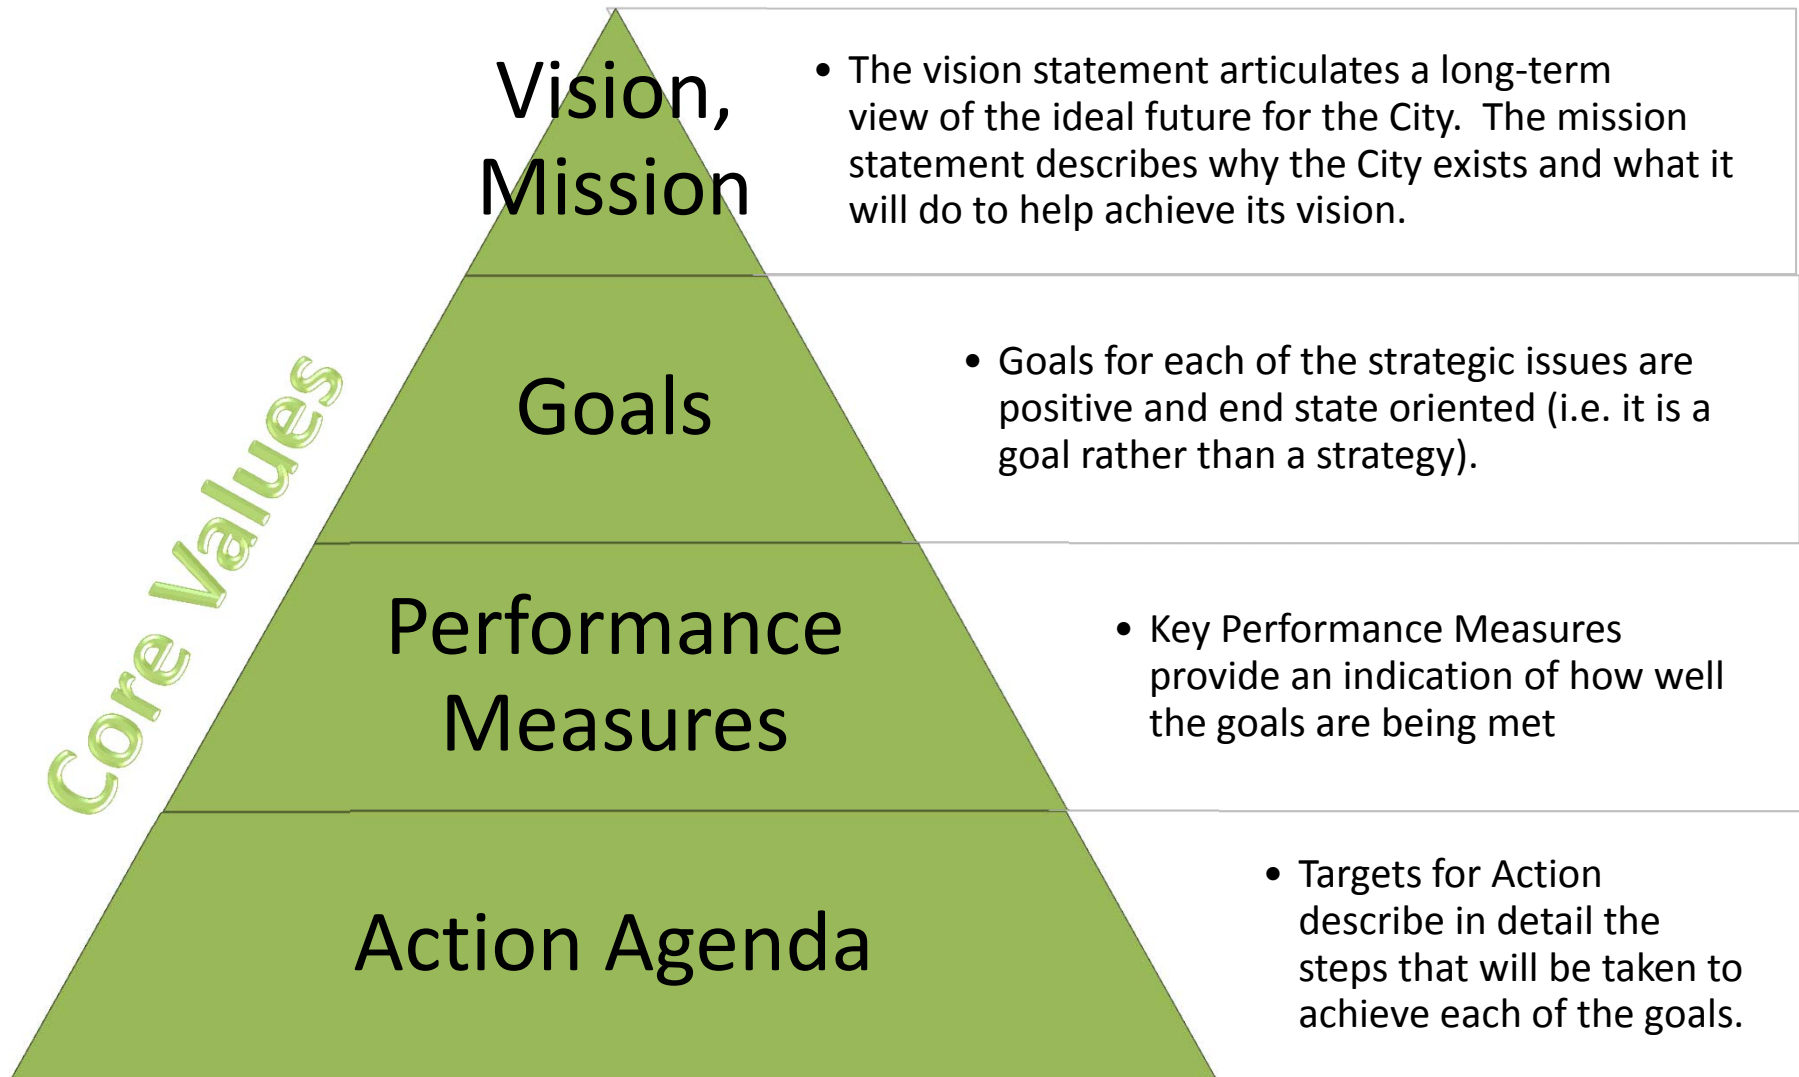 Vision,
Mission
• The vision statement articulates a long-term
view of the ideal future for the City.  The mission
statement describes why the City exists and what it
will do to help achieve its vision.
Goals
• Goals for each of the strategic issues are
positive and end state oriented (i.e. it is a
goal rather than a strategy).
Core Values
Performance
Measures
• Key Performance Measures
provide an indication of how well
the goals are being met
Action Agenda
• Targets for Action
describe in detail the
steps that will be taken to
achieve each of the goals.